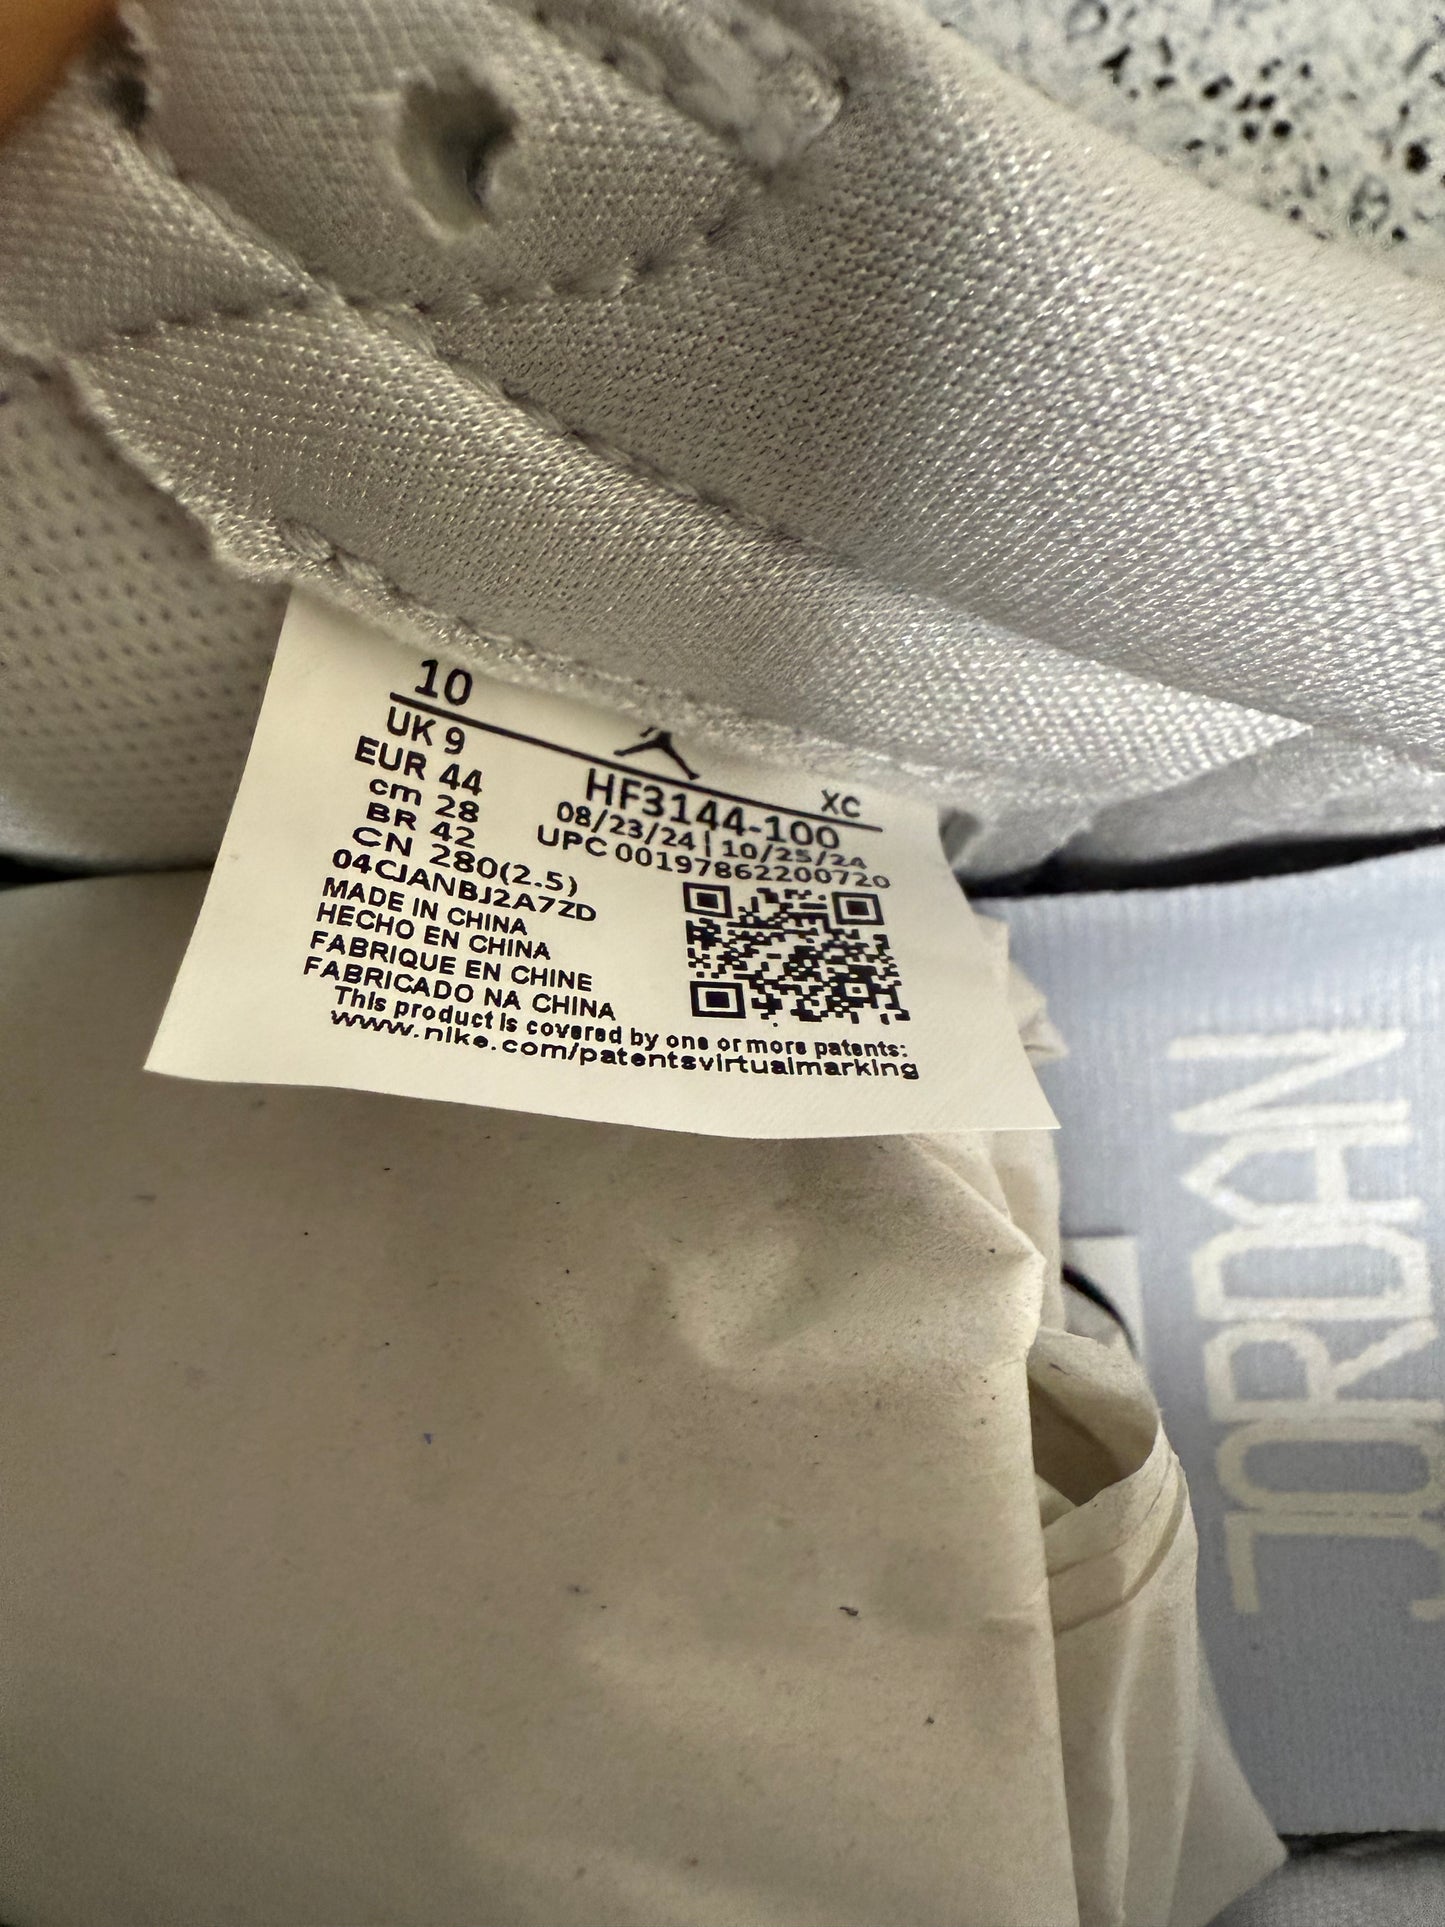 10
UK 9
EUR 44
cm 28
BR 42
CN 280(2.5)
04CJANBJ2A7ZD
XC
HF3144-100
08/23/24 | 10/25/24
UPC 00197862200720
MADE IN CHINA
HECHO EN CHINA
FABRIQUE EN CHINE
FABRICADO NA CHINA
This product is covered by one or more patents:
www.nike.com/patentsvirtualmarking
JORDAN